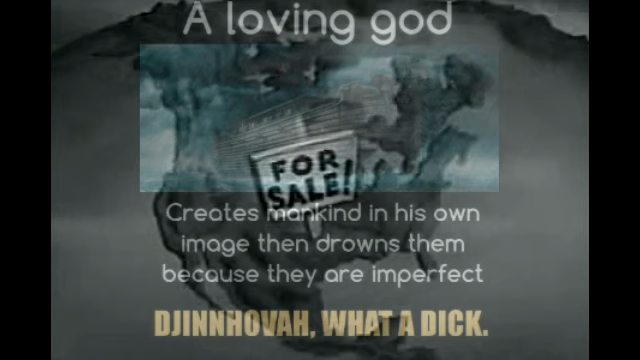 A loving god
FOR
SALE!
Creates mankind in his own
image then drowns them
because they are imperfect
DJINNHOVAH, WHAT A DICK.